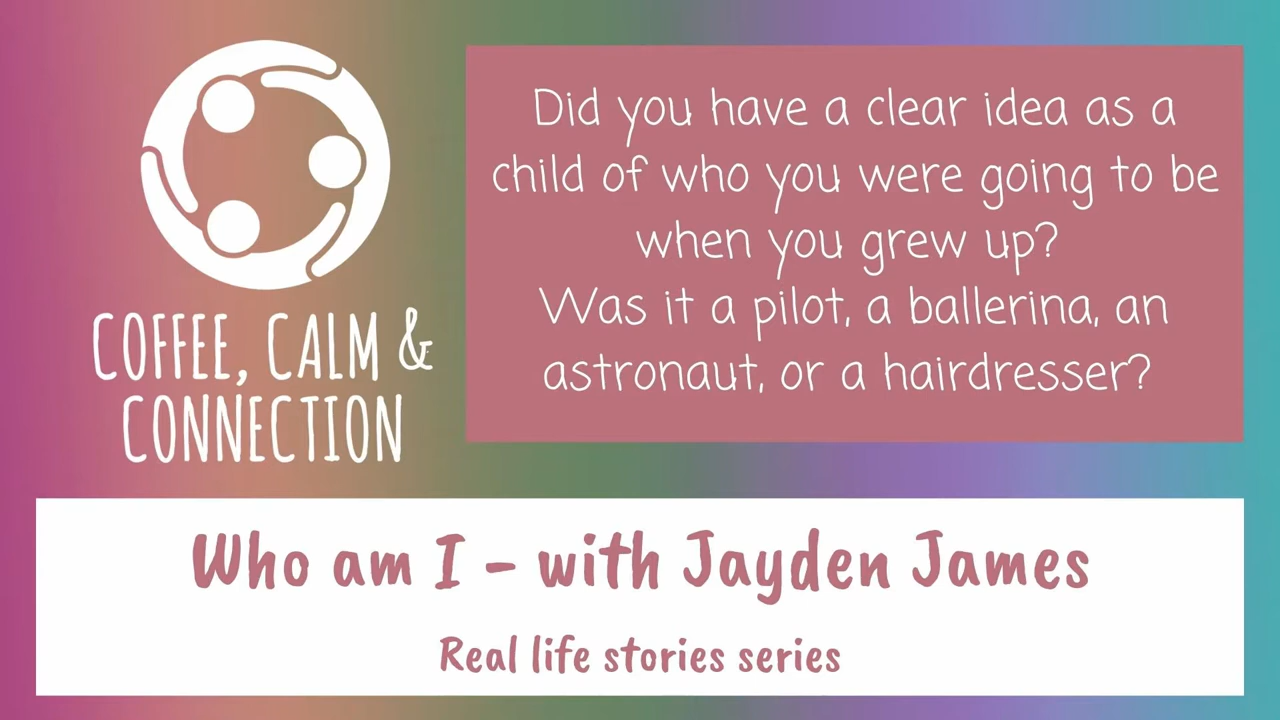 COFFEE, CALM &
CONNECTION
Did you have a clear idea as a
child of who you were going to be
when you grew up?
Was it a pilot, a ballerina, an
astronaut, or a hairdresser?
Who am I - with Jayden James
Real life stories series